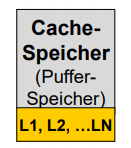 Cache-
Speicher
(Puffer-
Speicher)
L1, L2, …LN